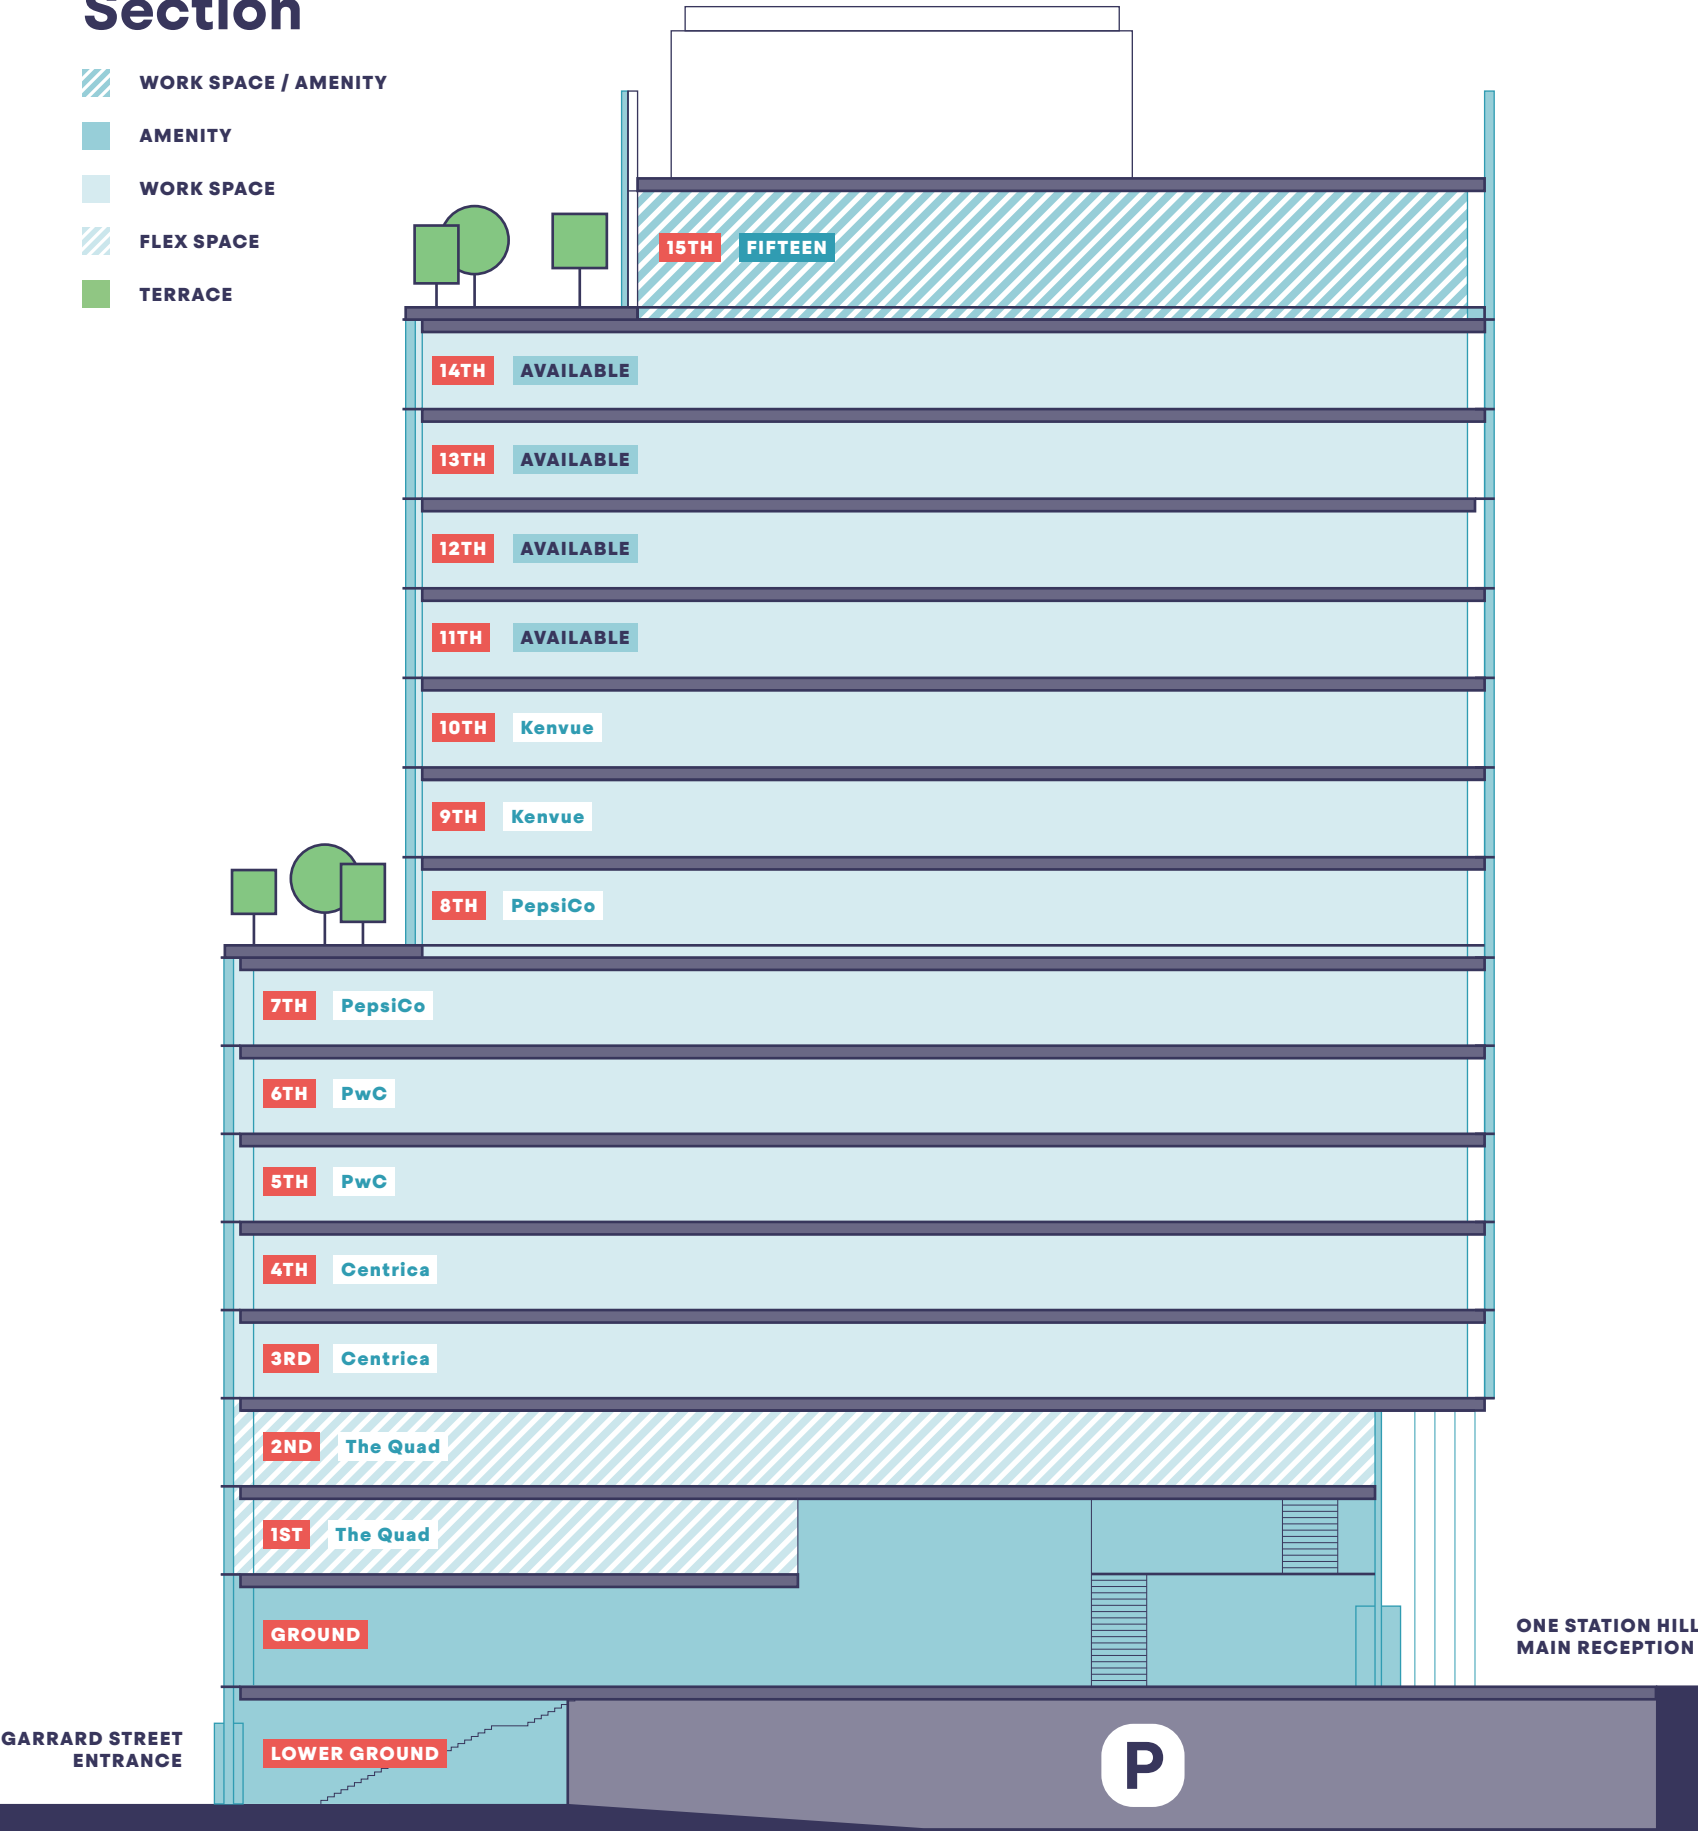 Section
WORK SPACE / AMENITY
AMENITY
WORK SPACE
FLEX SPACE
TERRACE
15TH FIFTEEN
14TH AVAILABLE
13TH AVAILABLE
12TH AVAILABLE
11TH AVAILABLE
10TH Kenvue
9TH Kenvue
8TH PepsiCo
7TH PepsiCo
6TH PwC
5TH PwC
4TH Centrica
3RD Centrica
2ND The Quad
1ST The Quad
GROUND
ONE STATION HILL
MAIN RECEPTION
GARRARD STREET
ENTRANCE
LOWER GROUND
P